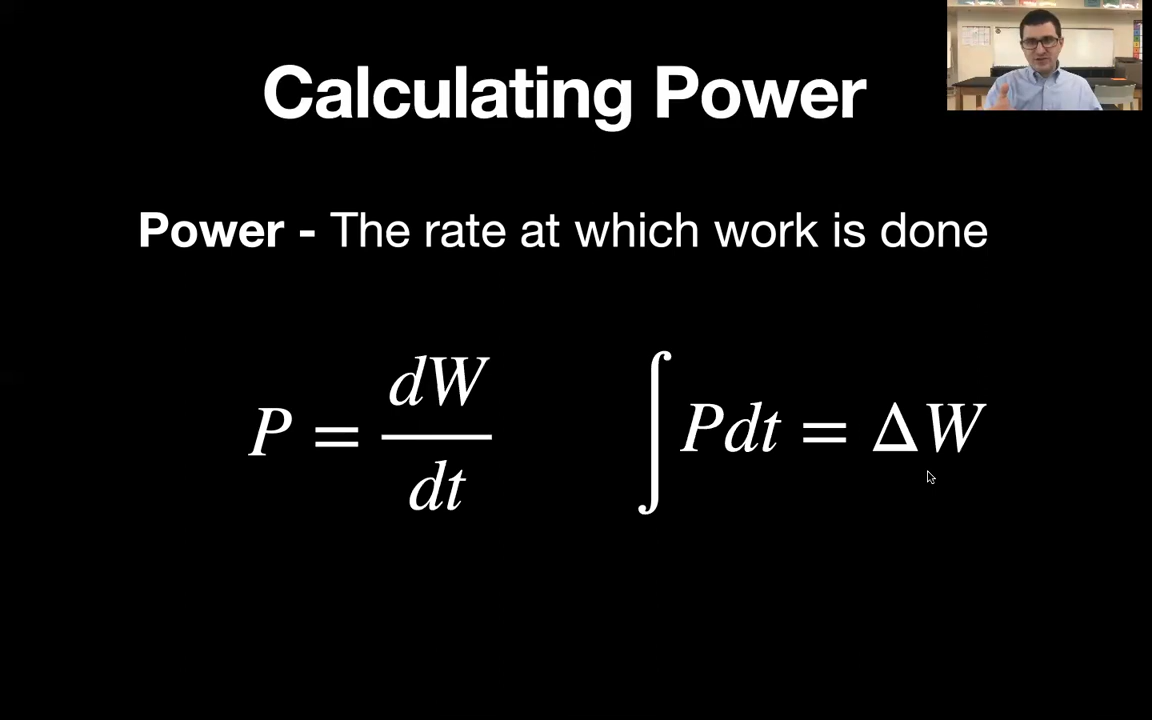 Calculating Power
Power - The rate at which work is done
P = dW/dt
∫ Pdt = ΔW